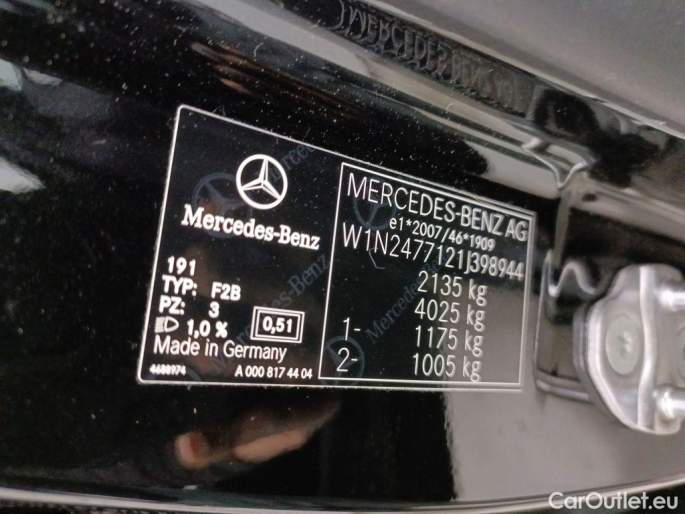 Mercedes-Benz
191
TYP: F2B
PZ: 3
1,0 % 0,51
Made in Germany
4688974 A 000 817 44 04
MERCEDES-BENZ AG
e1*2007/46*1909
W1N2477121J398944
2135 kg
4025 kg
1- 1175 kg
2- 1005 kg
CarOutlet.eu